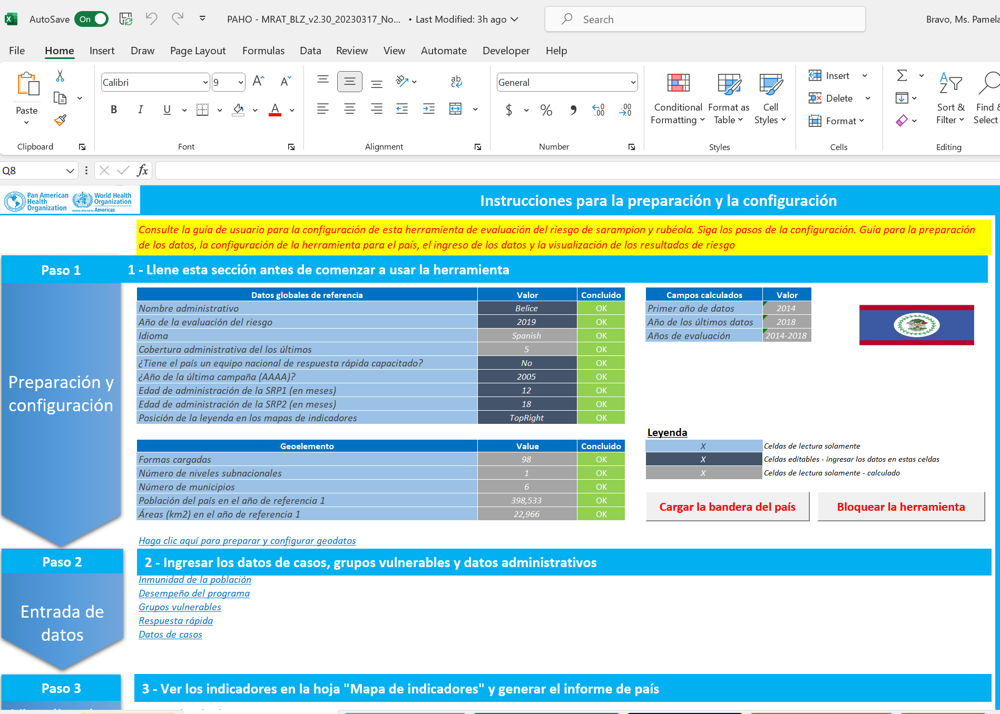 AutoSave On PAHO - MRAT_BLZ_v2.30_20230317_No... • Last Modified: 3h ago Search Bravo, Ms. Pamela
File Home Insert Draw Page Layout Formulas Data Review View Automate Developer Help
Paste
Clipboard
Calibri 9
B I U A
Font
ab
Alignment
General
$ % 9 .00
Number
Conditional Formatting
Format as Table
Cell Styles
Styles
Insert
Delete
Format
Cells
Sort & Filter
Find & Select
Editing
Q8 fx
Pan American Health Organization
World Health Organization
REGIONAL OFFICE FOR THE Americas
Instrucciones para la preparación y la configuración
Consulte la guía de usuario para la configuración de esta herramienta de evaluación del riesgo de sarampion y rubéola. Siga los pasos de la configuración. Guía para la preparación
de los datos, la configuración de la herramienta para el país, el ingreso de los datos y la visualización de los resultados de riesgo
Paso 1
1 - Llene esta sección antes de comenzar a usar la herramienta
Preparación y
configuración
Datos globales de referencia Valor Concluido
Nombre administrativo Belice OK
Año de la evaluación del riesgo 2019 OK
Idioma Spanish OK
Cobertura administrativa del los últimos 5 OK
¿Tiene el país un equipo nacional de respuesta rápida capacitado? No OK
¿Año de la última campaña (AAAA)? 2005 OK
Edad de administración de la SRP1 (en meses) 12 OK
Edad de administración de la SRP2 (en meses) 18 OK
Posición de la leyenda en los mapas de indicadores TopRight OK
Campos calculados Valor
Primer año de datos 2014
Año de los últimos datos 2018
Años de evaluación 2014-2018
Geoelemento Value Concluido
Formas cargadas 98 OK
Número de niveles subnacionales 1 OK
Número de municipios 6 OK
Población del país en el año de referencia 1 398,533 OK
Áreas (km2) en el año de referencia 1 22,966 OK
Leyenda
X Celdas de lectura solamente
X Celdas editables - ingresar los datos en estas celdas
X Celdas de lectura solamente - calculado
Cargar la bandera del país
Bloquear la herramienta
Haga clic aquí para preparar y configurar geodatos
Paso 2
2 - Ingresar los datos de casos, grupos vulnerables y datos administrativos
Entrada de
datos
Inmunidad de la población
Desempeño del programa
Grupos vulnerables
Respuesta rápida
Datos de casos
Paso 3
3 - Ver los indicadores en la hoja "Mapa de indicadores" y generar el informe de país